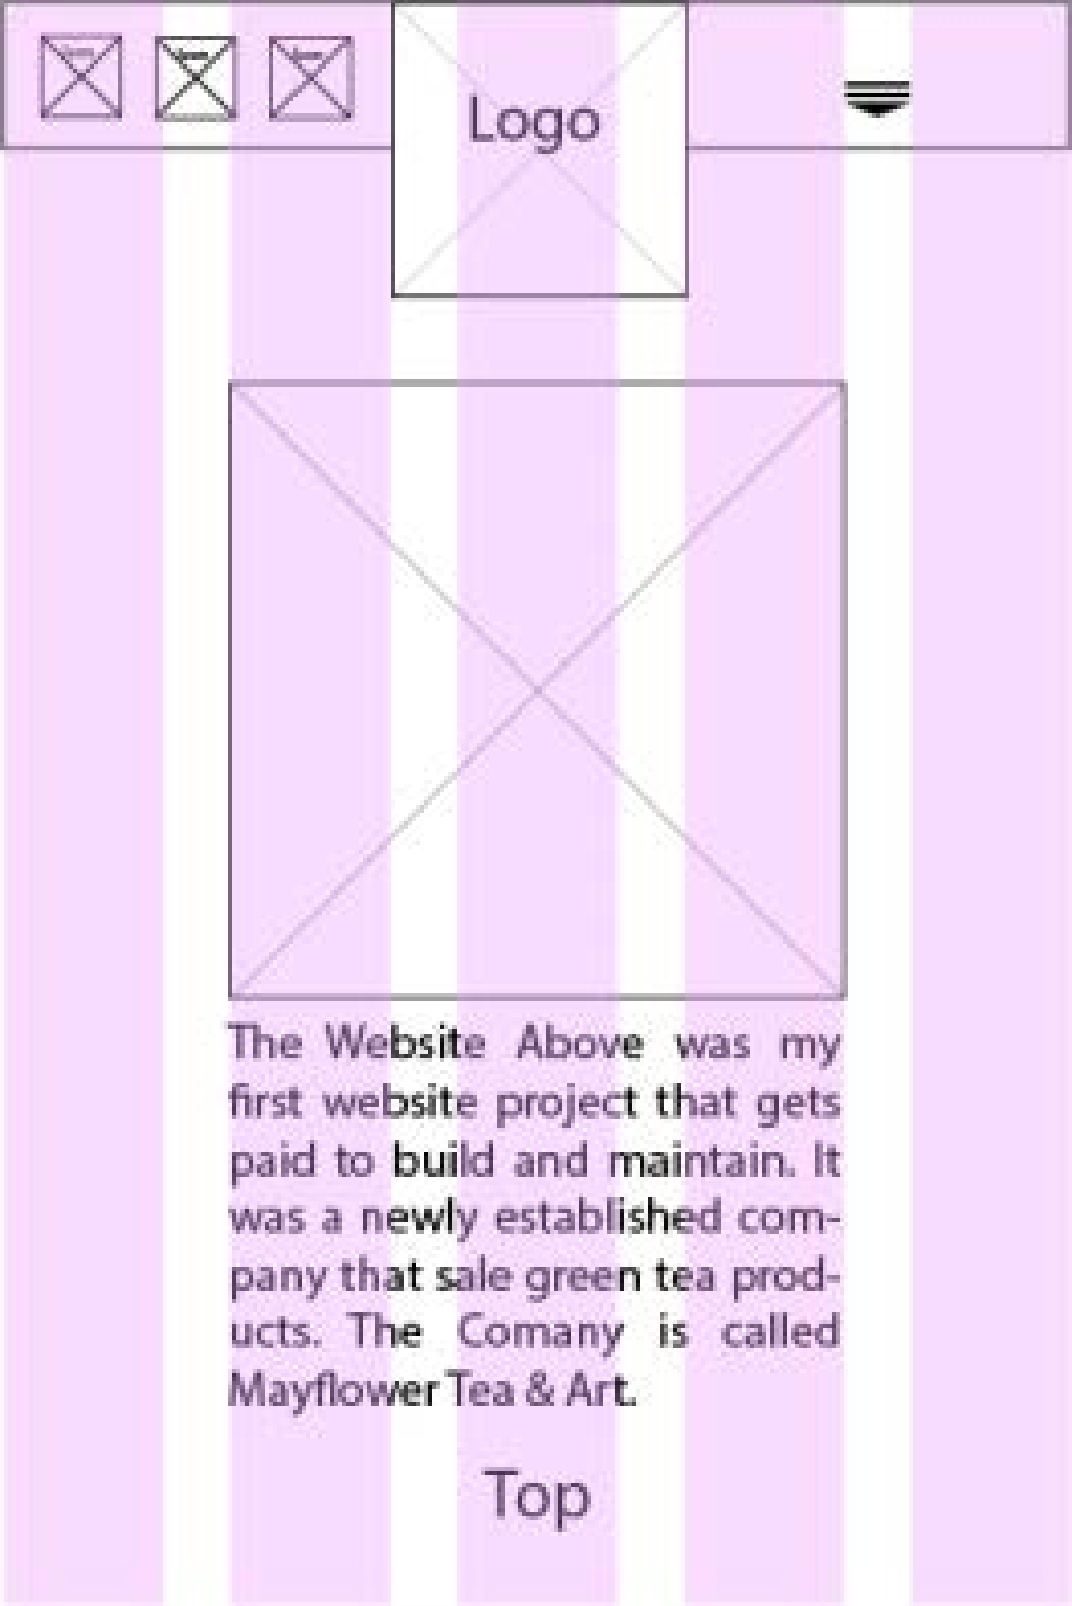 Logo
The Website Above was my
first website project that gets
paid to build and maintain. It
was a newly established com-
pany that sale green tea prod-
ucts. The Comany is called
Mayflower Tea & Art.
Top